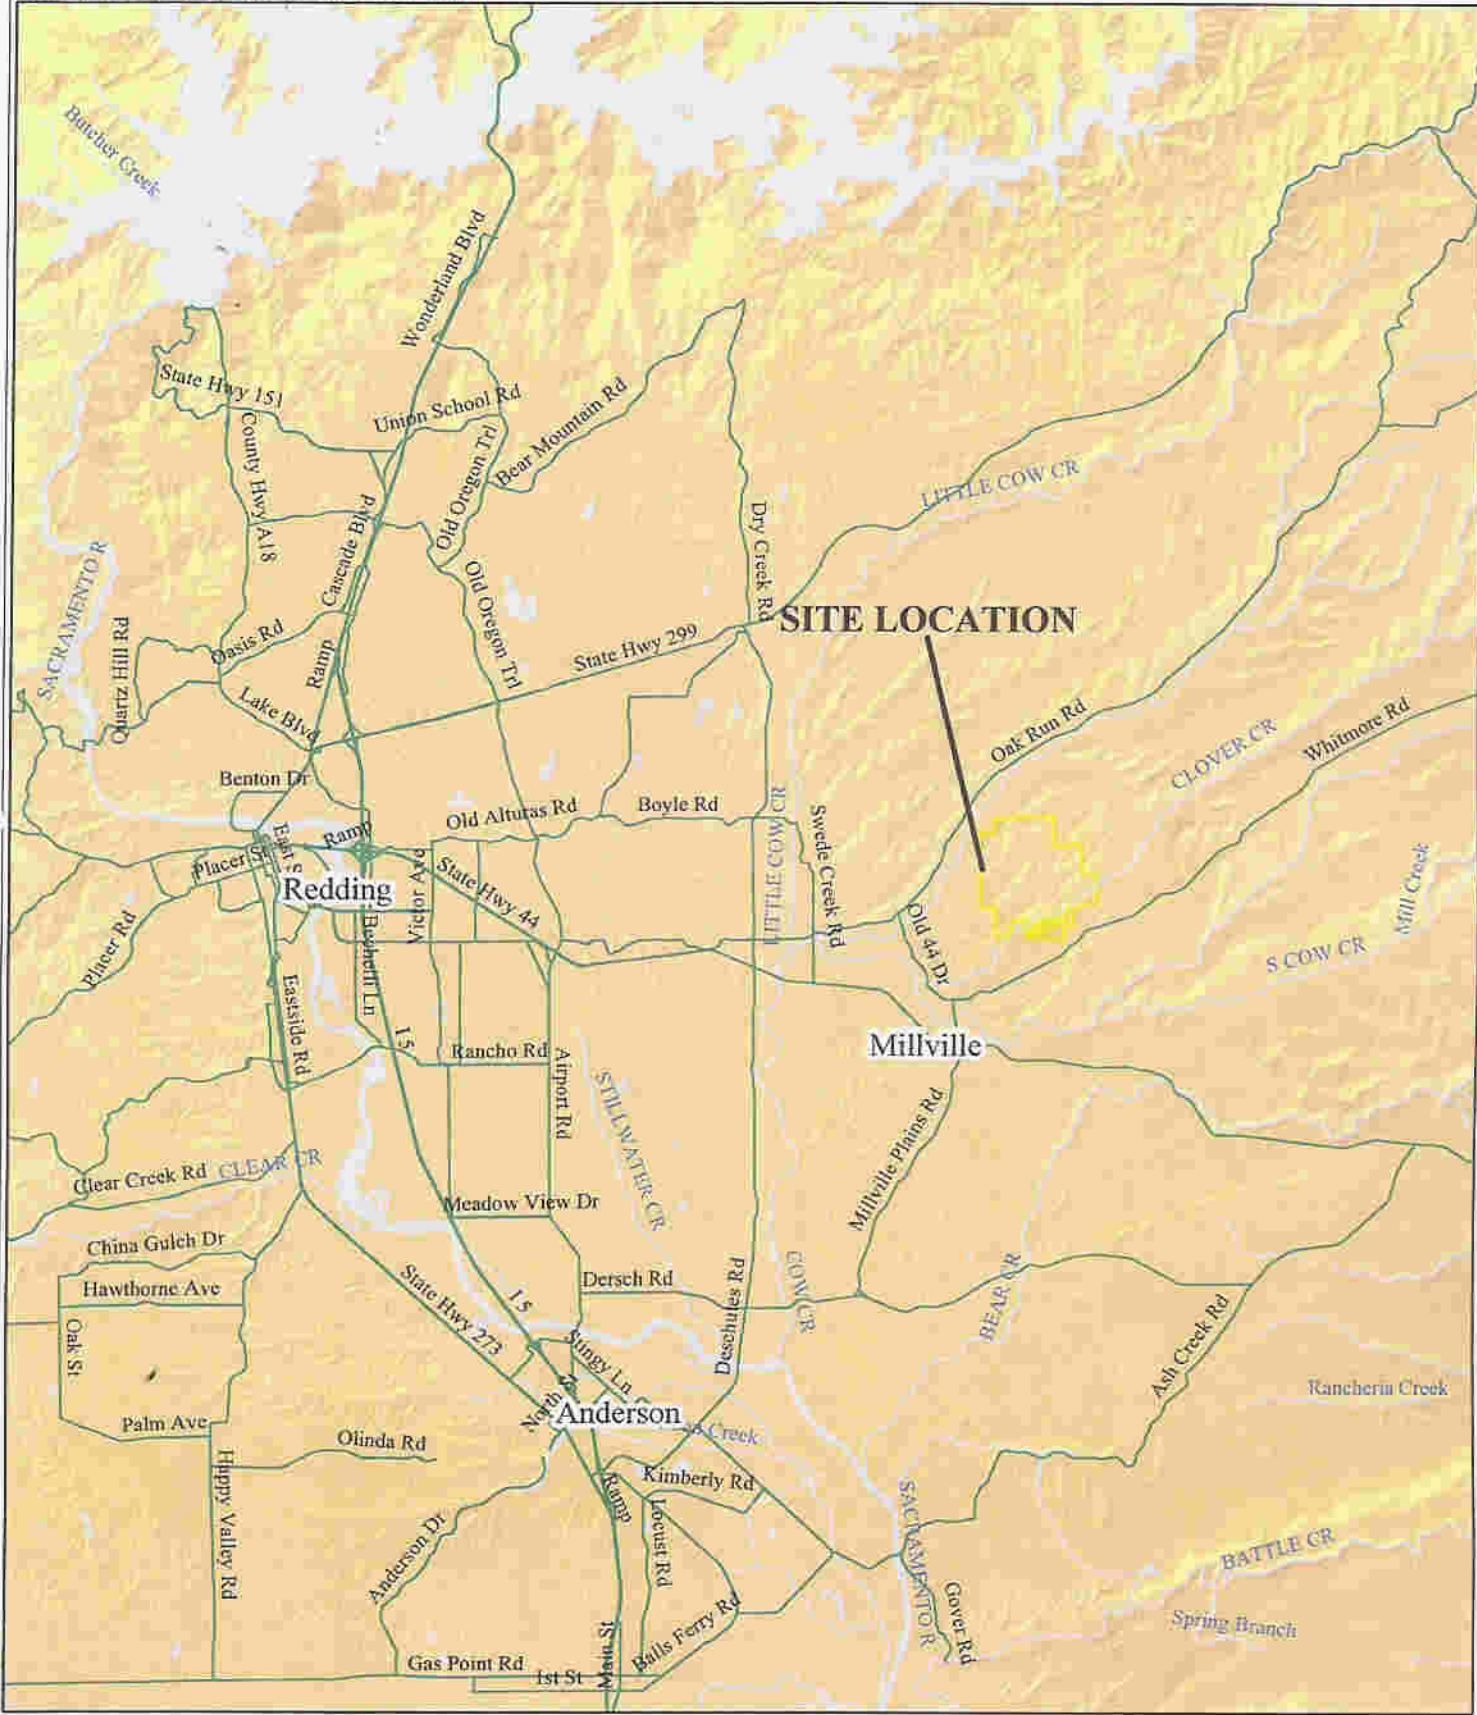 Butcher Creek
Wonderland Blvd
State Hwy 151
Union School Rd
Bear Mountain Rd
County Hwy A18
Old Oregon Trl
LITTLE COW CR
Cascade Blvd
Dry Creek Rd
SACRAMENTO R
Old Oregon Trl
SITE LOCATION
Quartz Hill Rd
Oasis Rd
Ramp
State Hwy 299
Lake Blvd
Oak Run Rd
CLOVER CR
Whitmore Rd
Benton Dr
Old Alturas Rd
Boyle Rd
LITTLE COW CR
Swede Creek Rd
East S
Ramp
Placer St
Redding
Victor Ave
State Hwy 44
Mill Creek
Placer Rd
Old 44 Dr
S COW CR
Bechelli Ln
Eastside Rd
I 5
Rancho Rd
Airport Rd
Millville
STILLWATER CR
Millville Plains Rd
Clear Creek Rd
CLEAR CR
Meadow View Dr
China Gulch Dr
Hawthorne Ave
State Hwy 273
I 5
Dersch Rd
Deschutes Rd
COW CR
BEAR CR
Oak St
Stingy Ln
Ash Creek Rd
Rancheria Creek
North
Anderson
Creek
Palm Ave
Olinda Rd
Happy Valley Rd
Kimberly Rd
Ramp
Locust Rd
SACRAMENTO R
Anderson Dr
BATTLE CR
Gover Rd
Spring Branch
Main St
Balls Ferry Rd
Gas Point Rd
1st St